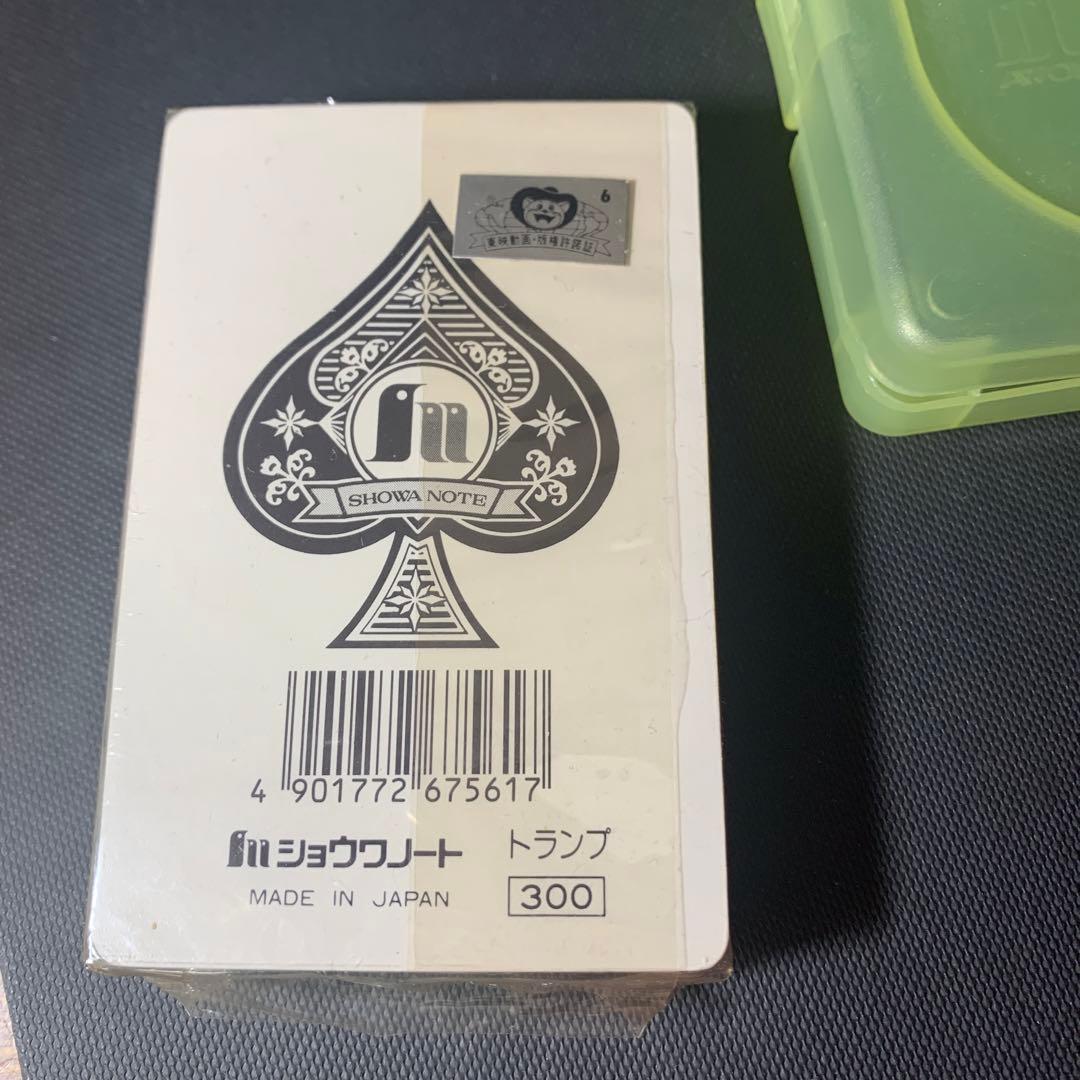 6
東映動画・版権許諾証
SHOWA NOTE
4 901772 675617
ショウワノート
トランプ
MADE IN JAPAN
300